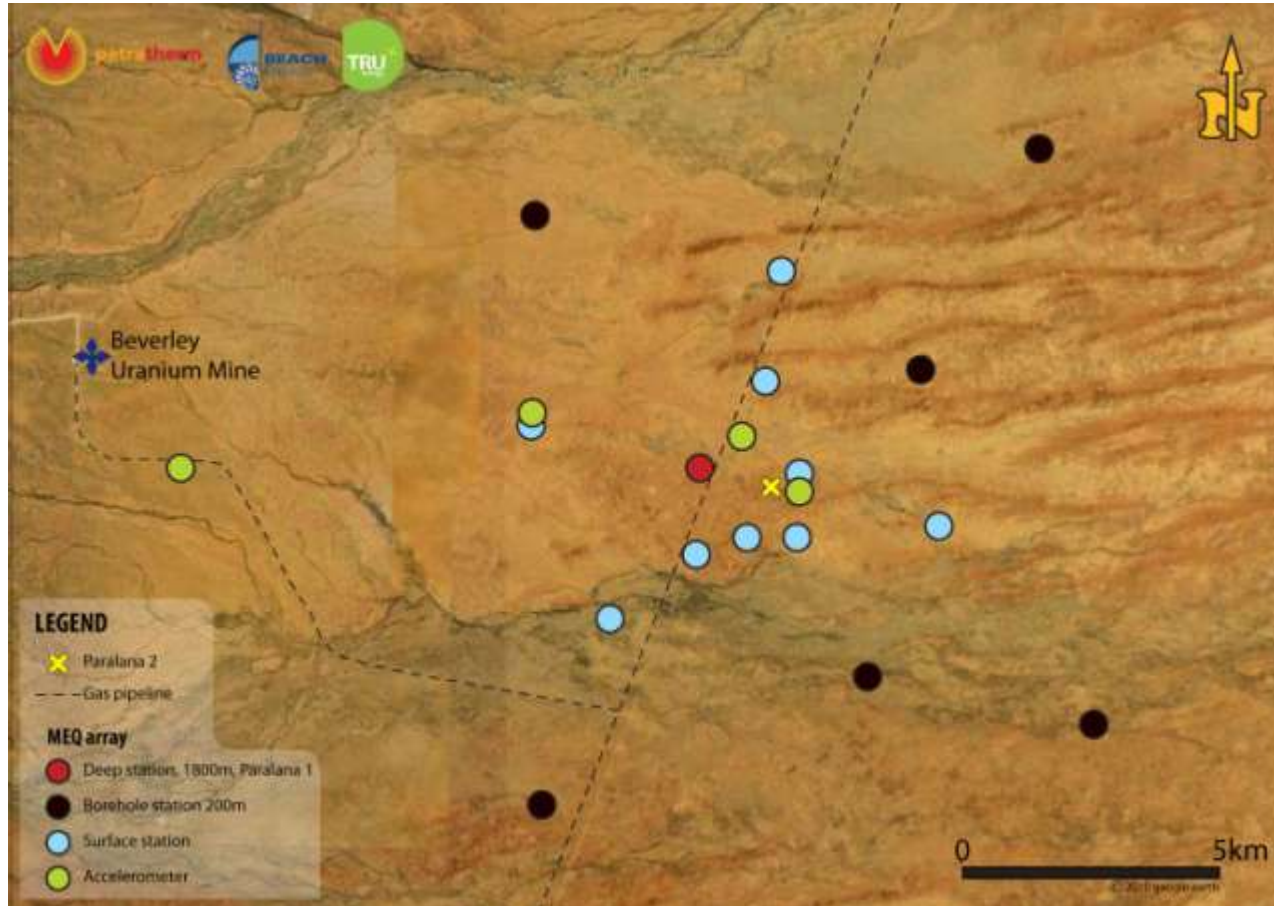 petratherm
BEACH
TRU
N
Beverley
Uranium Mine
LEGEND
Paralana 2
Gas pipeline
MEQ array
Deep station, 1800m, Paralana 1
Borehole station 200m
Surface station
Accelerometer
0 5km